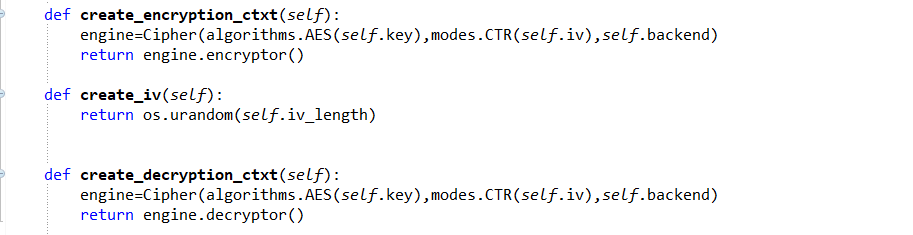 def create_encryption_ctxt(self):
engine=Cipher(algorithms.AES(self.key),modes.CTR(self.iv),self.backend)
return engine.encryptor()
def create_iv(self):
return os.urandom(self.iv_length)
def create_decryption_ctxt(self):
engine=Cipher(algorithms.AES(self.key),modes.CTR(self.iv),self.backend)
return engine.decryptor()